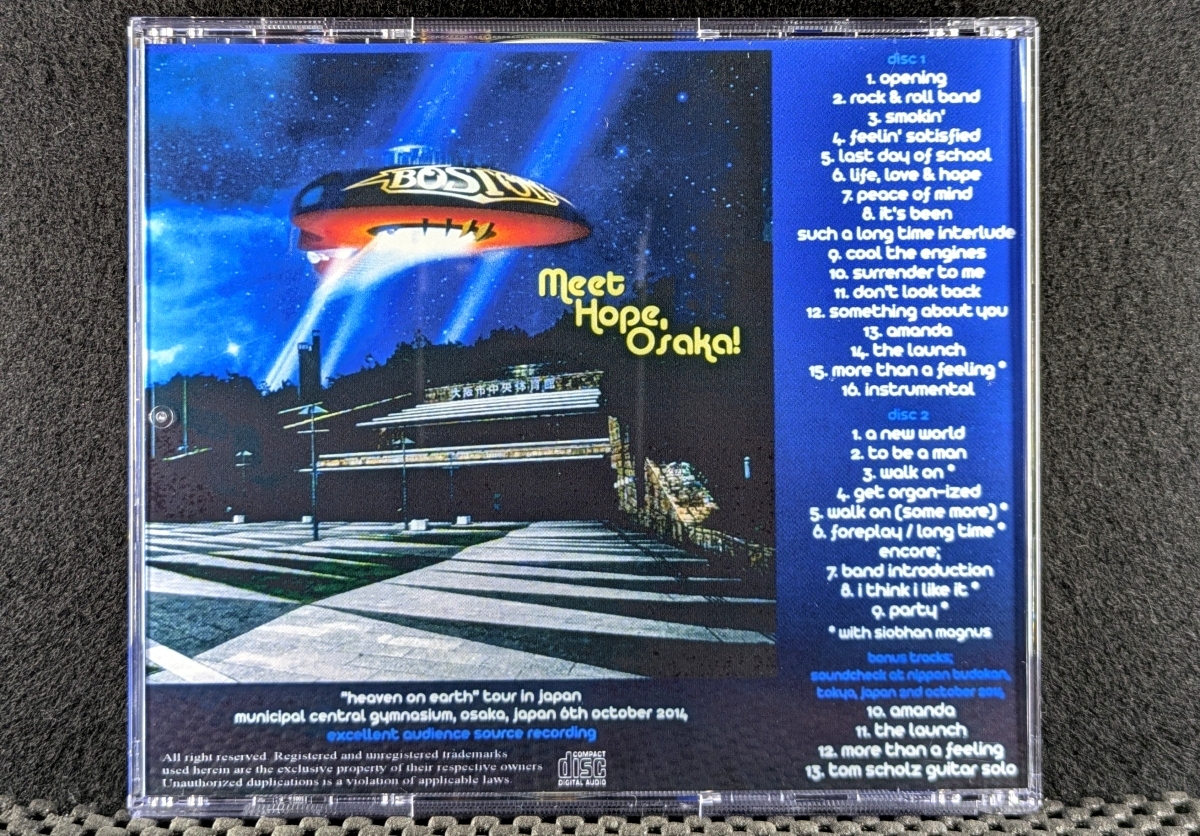 BOSTON
Meet
Hope,
Osaka!
大阪市中央体育館
disc 1
1. opening
2. rock & roll band
3. smokin'
4. feelin' satisfied
5. last day of school
6. life, love & hope
7. peace of mind
8. it's been
such a long time interlude
9. cool the engines
10. surrender to me
11. don't look back
12. something about you
13. amanda
14. the launch
15. more than a feeling *
16. instrumental
disc 2
1. a new world
2. to be a man
3. walk on *
4. get organ-ized
5. walk on (some more) *
6. foreplay / long time *
encore;
7. band introduction
8. i think i like it *
9. party *
* with siobhan magnus
bonus tracks;
soundcheck at nippon budokan,
tokyo, japan 2nd october 2014
10. amanda
11. the launch
12. more than a feeling
13. tom scholz guitar solo
"heaven on earth" tour in japan
municipal central gymnasium, osaka, japan 6th october 2014
excellent audience source recording
All right reserved. Registered and unregistered trademarks
used herein are the exclusive property of their respective owners
Unauthorized duplications is a violation of applicable laws.
COMPACT
disc
DIGITAL AUDIO